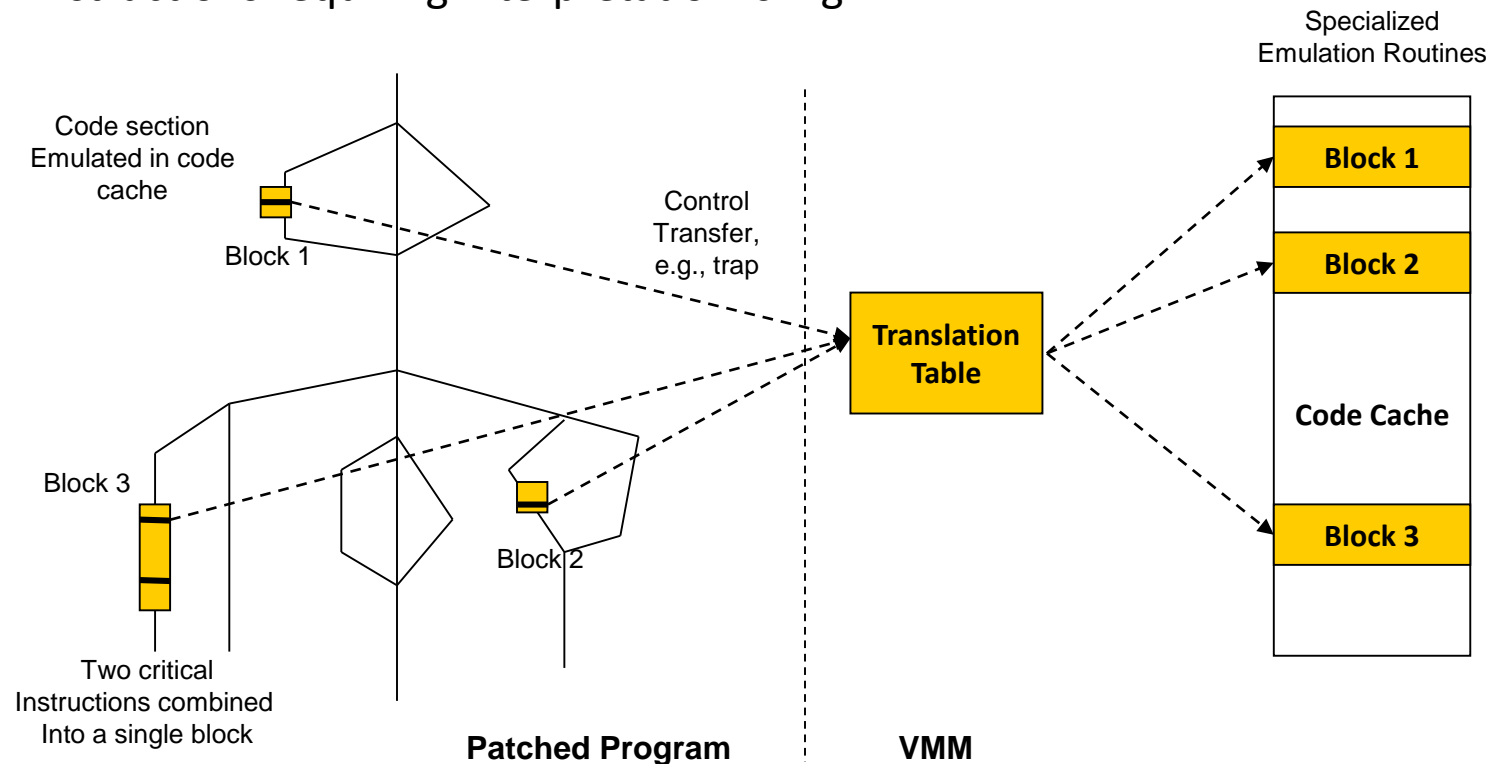 Specialized
Emulation Routines
Code section
Emulated in code
cache
Block 1
Control
Transfer,
e.g., trap
Block 1
Block 2
Translation
Table
Code Cache
Block 3
Block 2
Block 3
Two critical
Instructions combined
Into a single block
Patched Program
VMM